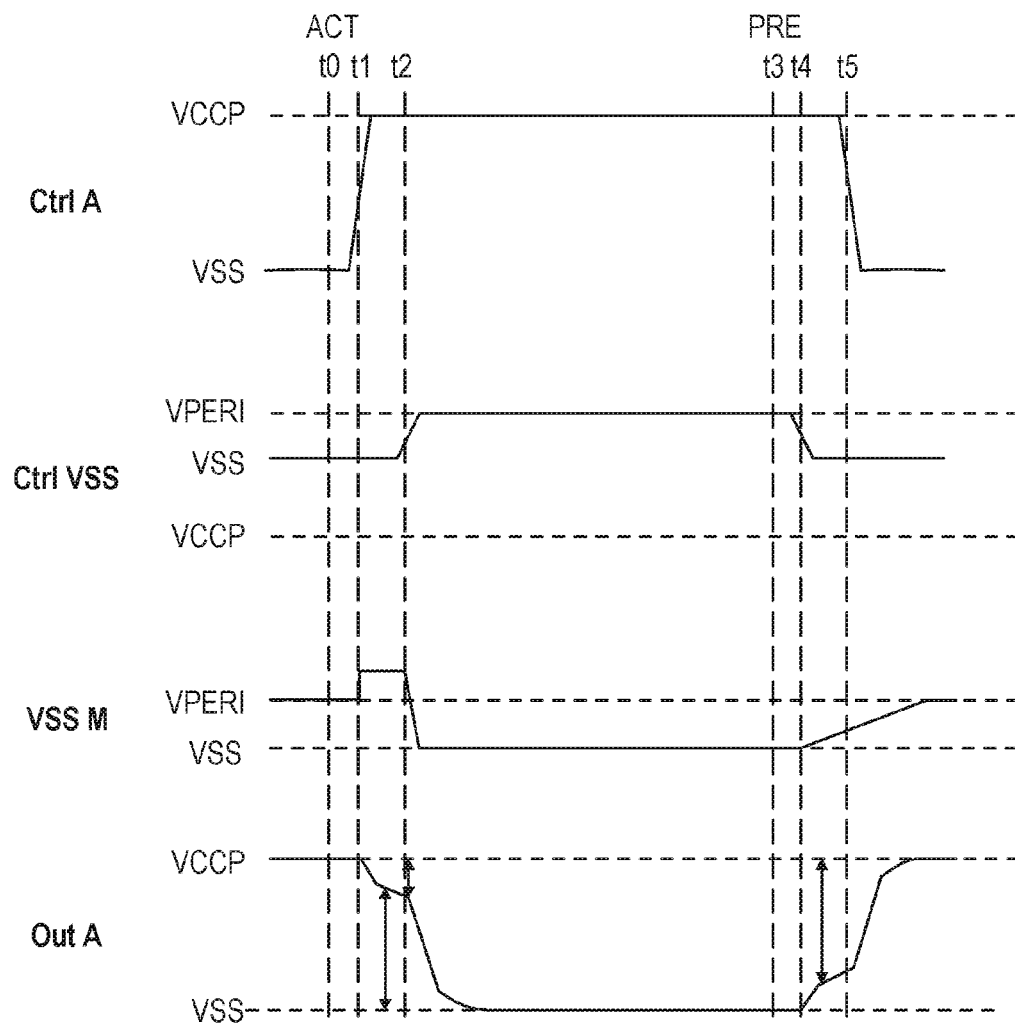 ACT PRE
t0 t1 t2 t3 t4 t5
VCCP
Ctrl A
VSS
VPERI
VSS
Ctrl VSS
VCCP
VPERI
VSS M
VSS
VCCP
Out A
VSS